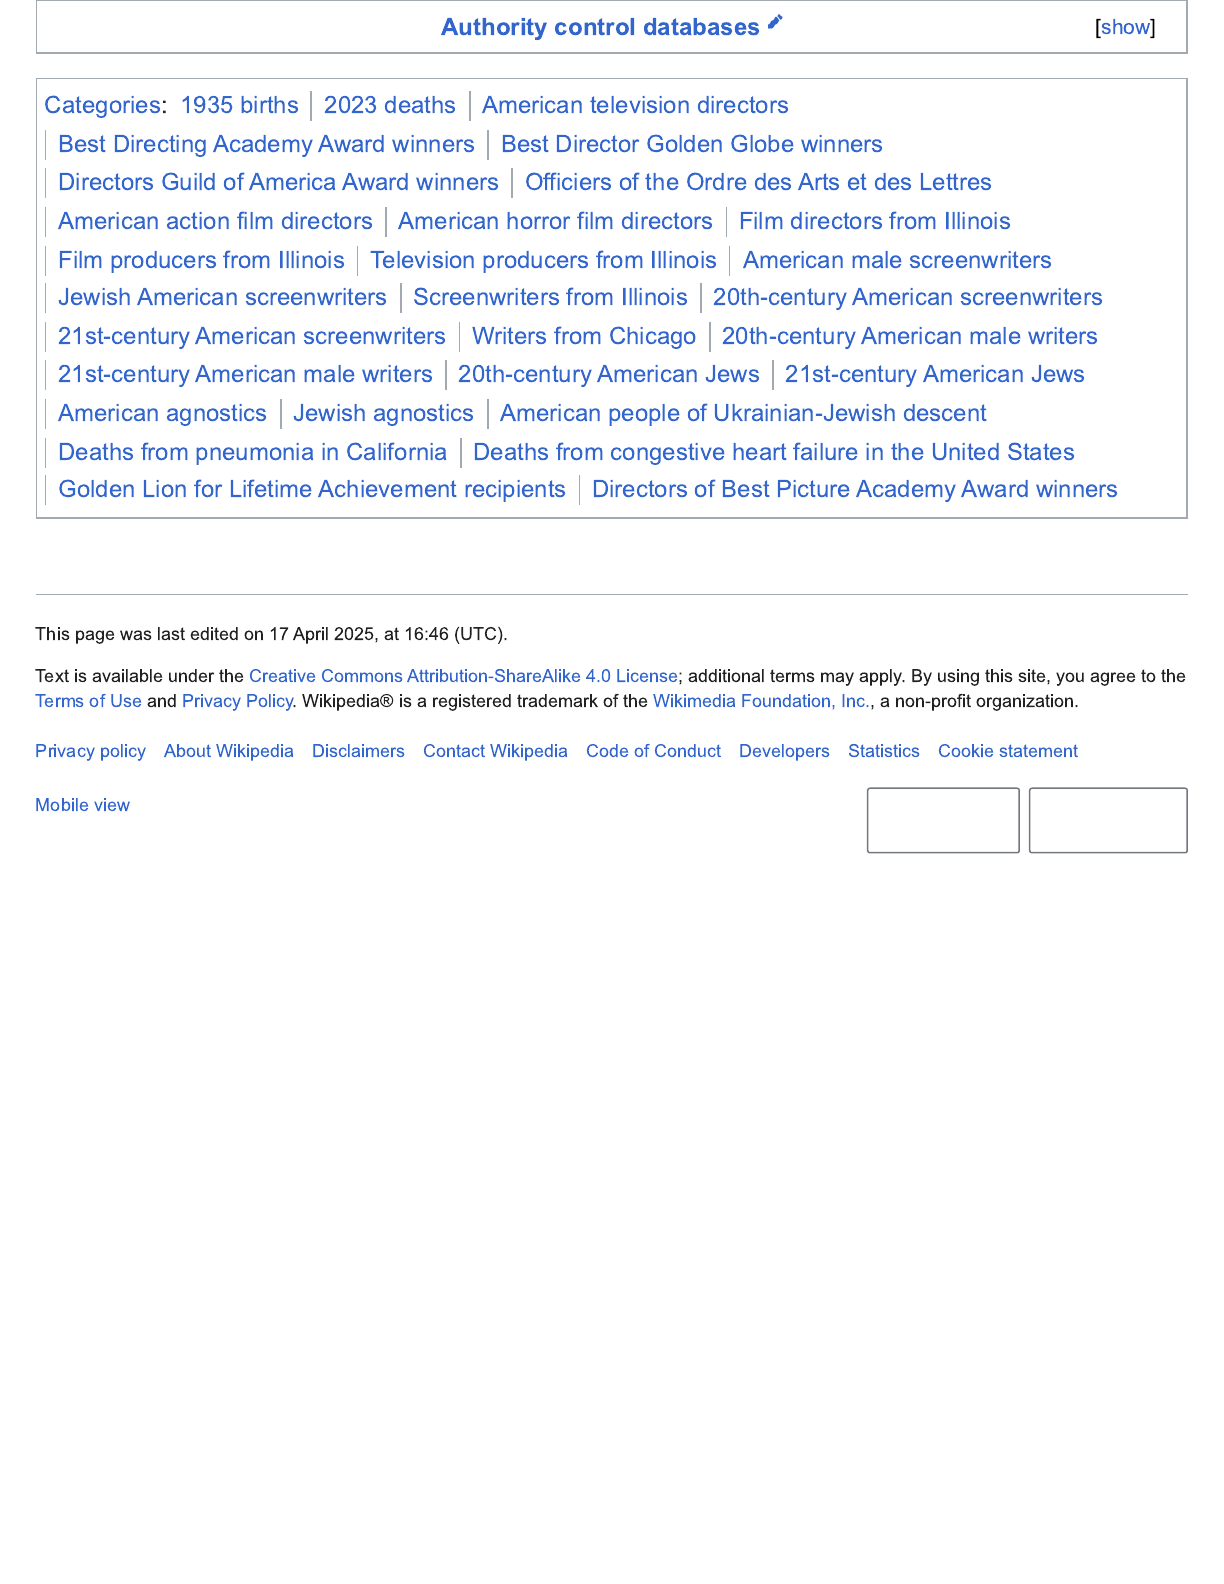 Authority control databases [show]
Categories: 1935 births | 2023 deaths | American television directors
| Best Directing Academy Award winners | Best Director Golden Globe winners
| Directors Guild of America Award winners | Officiers of the Ordre des Arts et des Lettres
| American action film directors | American horror film directors | Film directors from Illinois
| Film producers from Illinois | Television producers from Illinois | American male screenwriters
| Jewish American screenwriters | Screenwriters from Illinois | 20th-century American screenwriters
| 21st-century American screenwriters | Writers from Chicago | 20th-century American male writers
| 21st-century American male writers | 20th-century American Jews | 21st-century American Jews
| American agnostics | Jewish agnostics | American people of Ukrainian-Jewish descent
| Deaths from pneumonia in California | Deaths from congestive heart failure in the United States
| Golden Lion for Lifetime Achievement recipients | Directors of Best Picture Academy Award winners
This page was last edited on 17 April 2025, at 16:46 (UTC).
Text is available under the Creative Commons Attribution-ShareAlike 4.0 License; additional terms may apply. By using this site, you agree to the
Terms of Use and Privacy Policy. Wikipedia® is a registered trademark of the Wikimedia Foundation, Inc., a non-profit organization.
Privacy policy About Wikipedia Disclaimers Contact Wikipedia Code of Conduct Developers Statistics Cookie statement
Mobile view